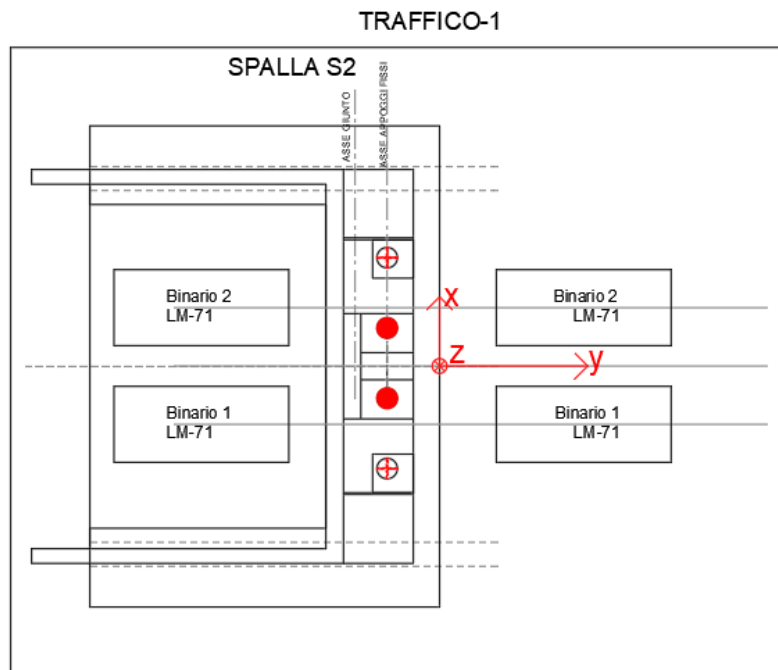 TRAFFICO-1
SPALLA S2
ASSE GIUNTO
ASSE APPOGGI FISSI
Binario 2
LM-71
Binario 2
LM-71
x
z
y
Binario 1
LM-71
Binario 1
LM-71